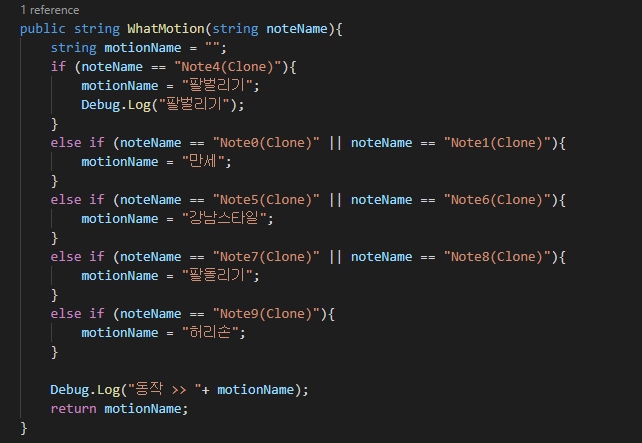 1 reference
public string WhatMotion(string noteName){
    string motionName = "";
    if (noteName == "Note4(Clone)"){
        motionName = "팔벌리기";
        Debug.Log("팔벌리기");
    }
    else if (noteName == "Note0(Clone)" || noteName == "Note1(Clone)"){
        motionName = "만세";
    }
    else if (noteName == "Note5(Clone)" || noteName == "Note6(Clone)"){
        motionName = "강남스타일";
    }
    else if (noteName == "Note7(Clone)" || noteName == "Note8(Clone)"){
        motionName = "팔돌리기";
    }
    else if (noteName == "Note9(Clone)"){
        motionName = "허리손";
    }
    Debug.Log("동작 >> "+ motionName);
    return motionName;
}